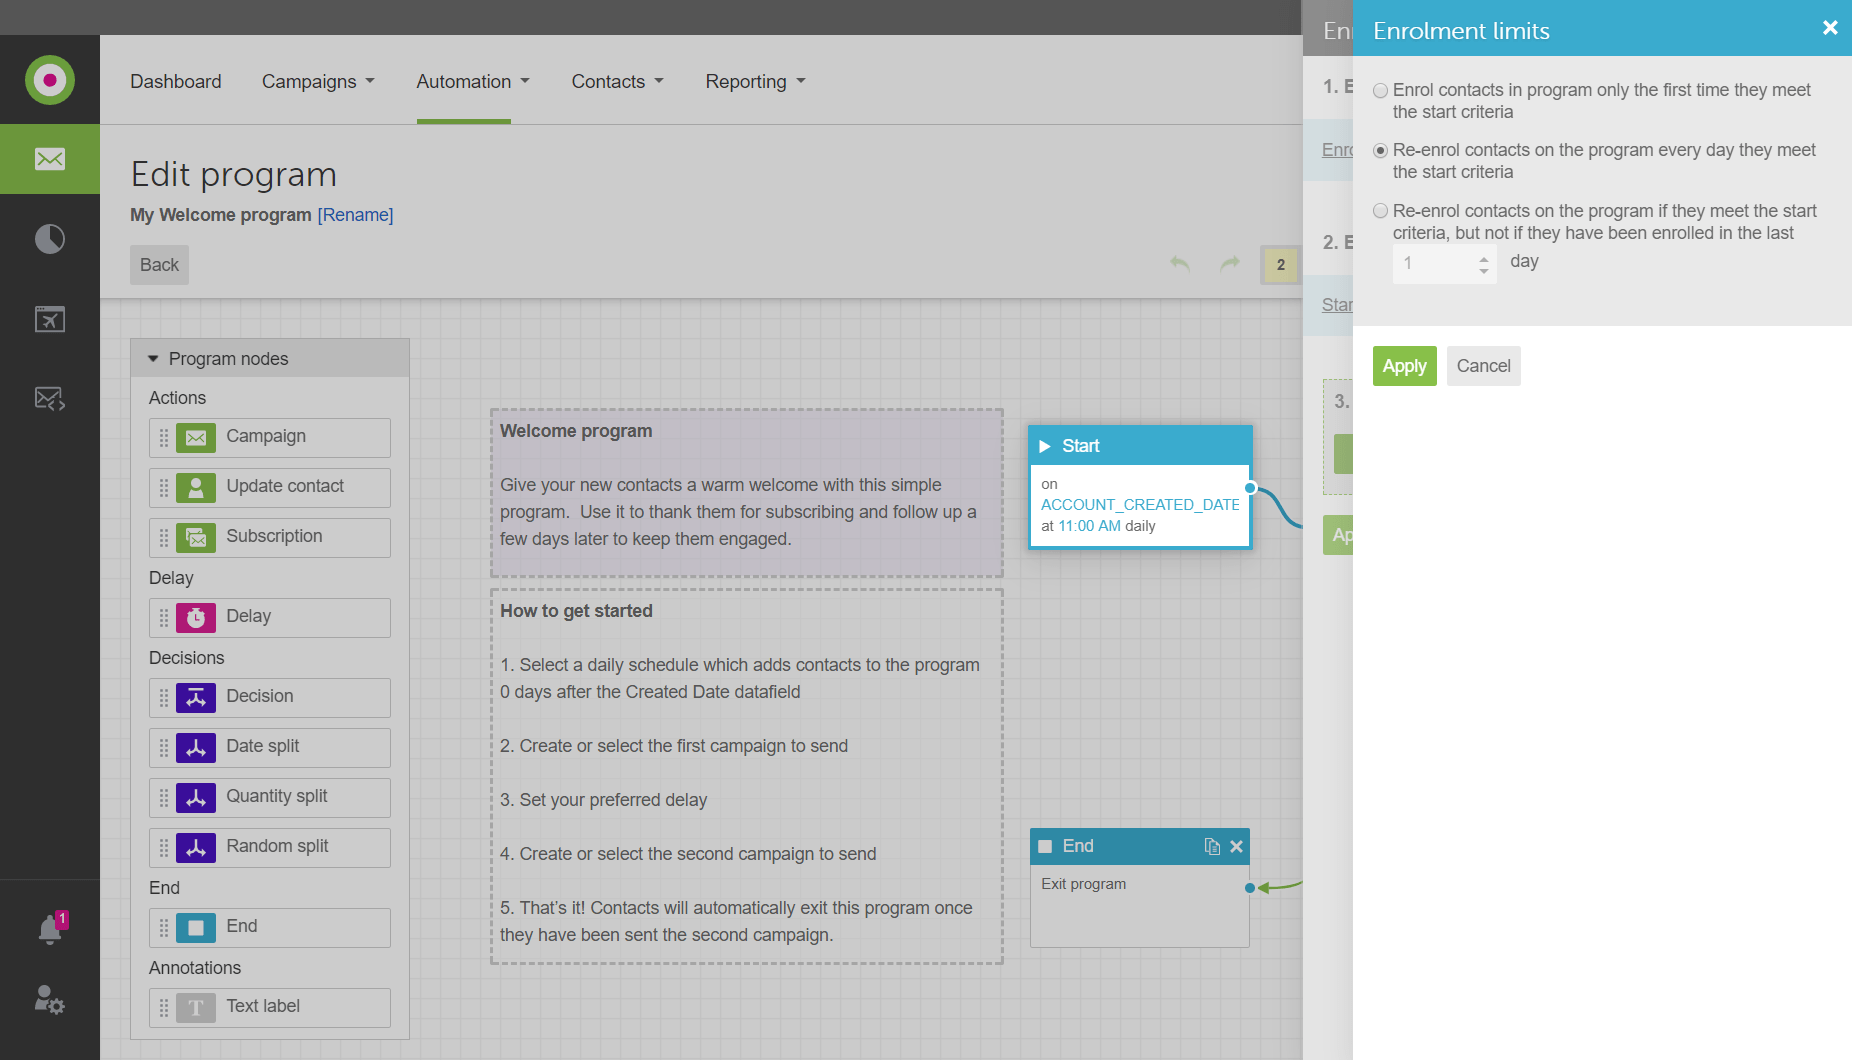 Dashboard
Campaigns
Automation
Contacts
Reporting
Edit program
My Welcome program [Rename]
Back
2
Program nodes
Actions
Campaign
Update contact
Subscription
Delay
Delay
Decisions
Decision
Date split
Quantity split
Random split
End
End
Annotations
T Text label
1
Welcome program
Give your new contacts a warm welcome with this simple
program.  Use it to thank them for subscribing and follow up a
few days later to keep them engaged.
How to get started
1. Select a daily schedule which adds contacts to the program
0 days after the Created Date datafield
2. Create or select the first campaign to send
3. Set your preferred delay
4. Create or select the second campaign to send
5. That’s it! Contacts will automatically exit this program once
they have been sent the second campaign.
Start
on
ACCOUNT_CREATED_DATE
at 11:00 AM daily
End
Exit program
1.
2.
3.
Enrolment limits
Enrol contacts in program only the first time they meet
the start criteria
Re-enrol contacts on the program every day they meet
the start criteria
Re-enrol contacts on the program if they meet the start
criteria, but not if they have been enrolled in the last
1 day
Apply
Cancel